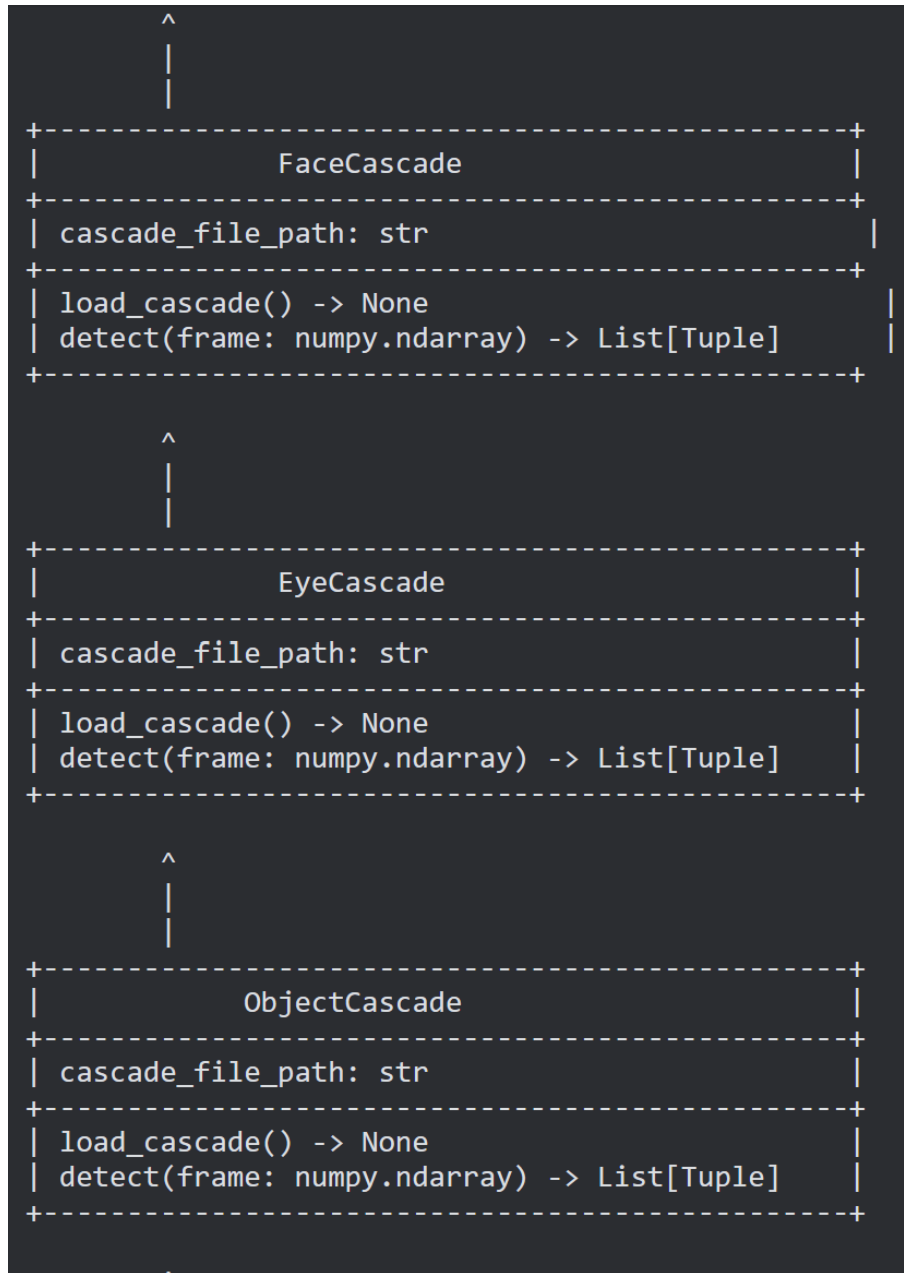 ^
|
|
+------------------------------------------------+
| FaceCascade |
+------------------------------------------------+
| cascade_file_path: str |
+------------------------------------------------+
| load_cascade() -> None |
| detect(frame: numpy.ndarray) -> List[Tuple] |
+------------------------------------------------+
^
|
|
+------------------------------------------------+
| EyeCascade |
+------------------------------------------------+
| cascade_file_path: str |
+------------------------------------------------+
| load_cascade() -> None |
| detect(frame: numpy.ndarray) -> List[Tuple] |
+------------------------------------------------+
^
|
|
+------------------------------------------------+
| ObjectCascade |
+------------------------------------------------+
| cascade_file_path: str |
+------------------------------------------------+
| load_cascade() -> None |
| detect(frame: numpy.ndarray) -> List[Tuple] |
+------------------------------------------------+
^